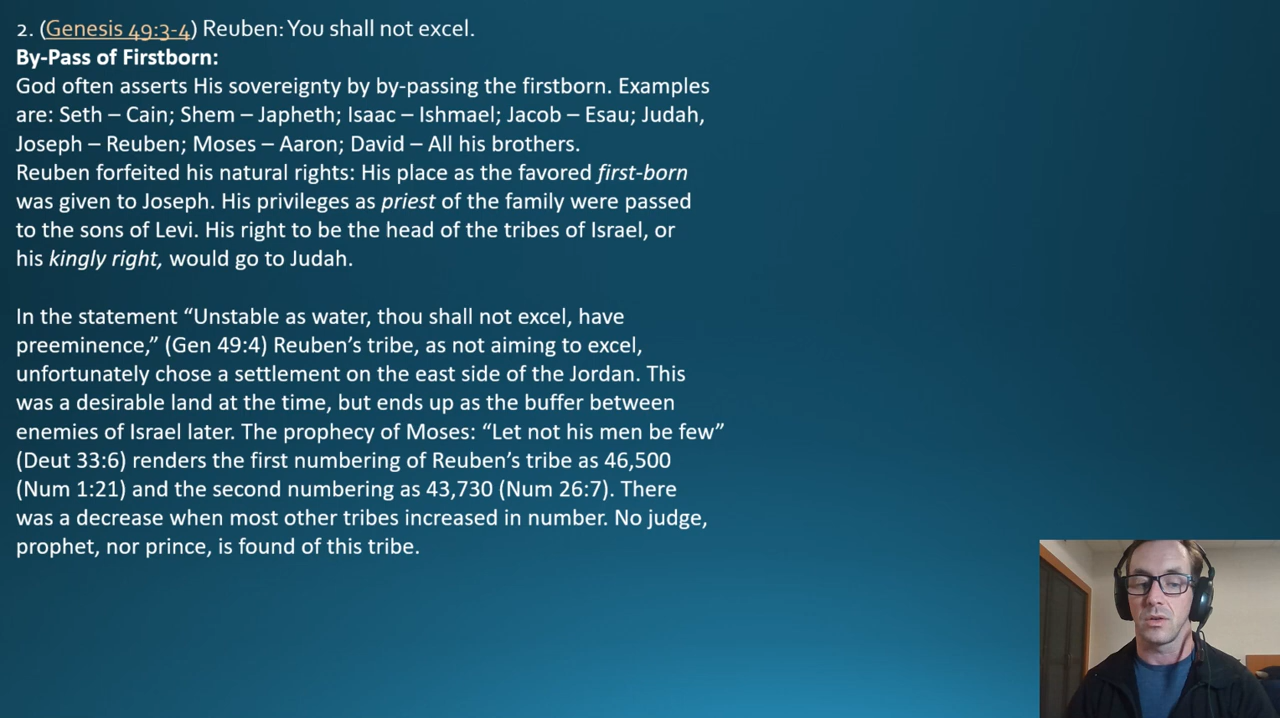 2. (Genesis 49:3-4) Reuben: You shall not excel.
By-Pass of Firstborn:
God often asserts His sovereignty by by-passing the firstborn. Examples
are: Seth – Cain; Shem – Japheth; Isaac – Ishmael; Jacob – Esau; Judah,
Joseph – Reuben; Moses – Aaron; David – All his brothers.
Reuben forfeited his natural rights: His place as the favored first-born
was given to Joseph. His privileges as priest of the family were passed
to the sons of Levi. His right to be the head of the tribes of Israel, or
his kingly right, would go to Judah.
In the statement “Unstable as water, thou shall not excel, have
preeminence,” (Gen 49:4) Reuben’s tribe, as not aiming to excel,
unfortunately chose a settlement on the east side of the Jordan. This
was a desirable land at the time, but ends up as the buffer between
enemies of Israel later. The prophecy of Moses: “Let not his men be few”
(Deut 33:6) renders the first numbering of Reuben’s tribe as 46,500
(Num 1:21) and the second numbering as 43,730 (Num 26:7). There
was a decrease when most other tribes increased in number. No judge,
prophet, nor prince, is found of this tribe.